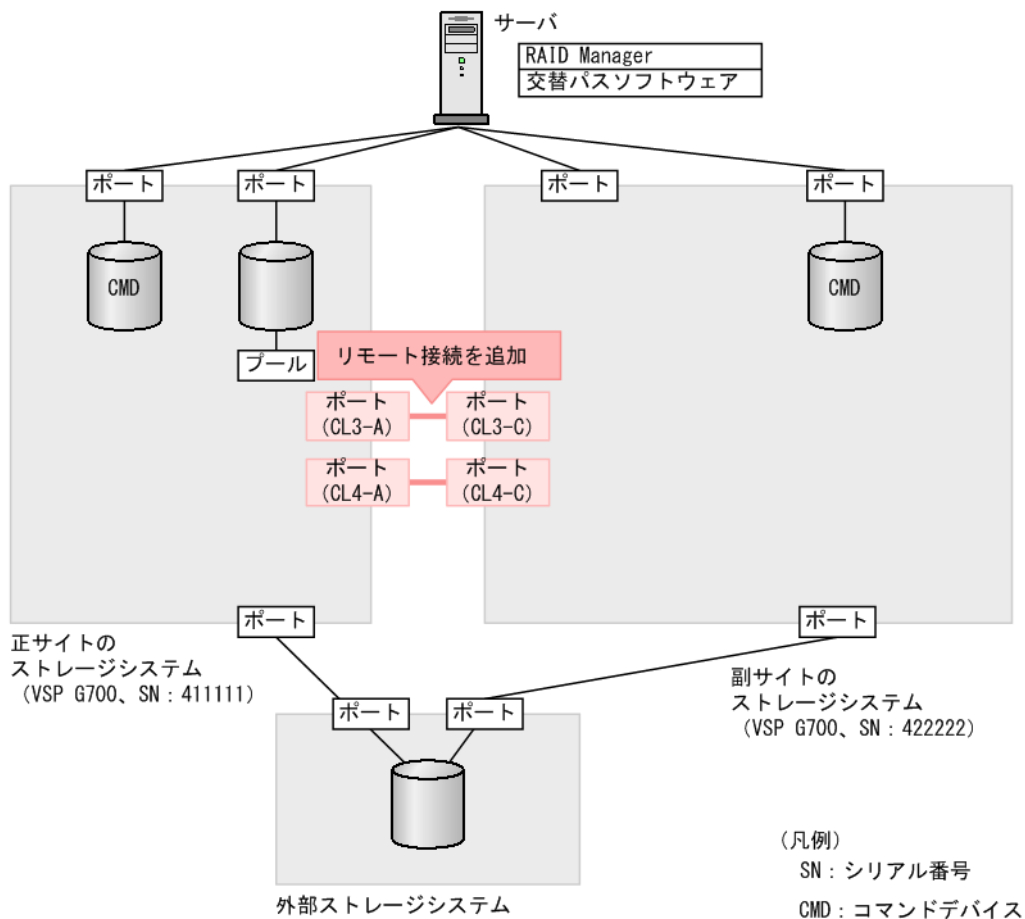 サーバ
RAID Manager
交替パスソフトウェア
ポート
ポート
ポート
ポート
CMD
CMD
プール
リモート接続を追加
ポート
(CL3-A)
ポート
(CL3-C)
ポート
(CL4-A)
ポート
(CL4-C)
ポート
ポート
正サイトの
ストレージシステム
(VSP G700、SN：411111)
副サイトの
ストレージシステム
(VSP G700、SN：422222)
ポート
ポート
外部ストレージシステム
(凡例)
SN：シリアル番号
CMD：コマンドデバイス